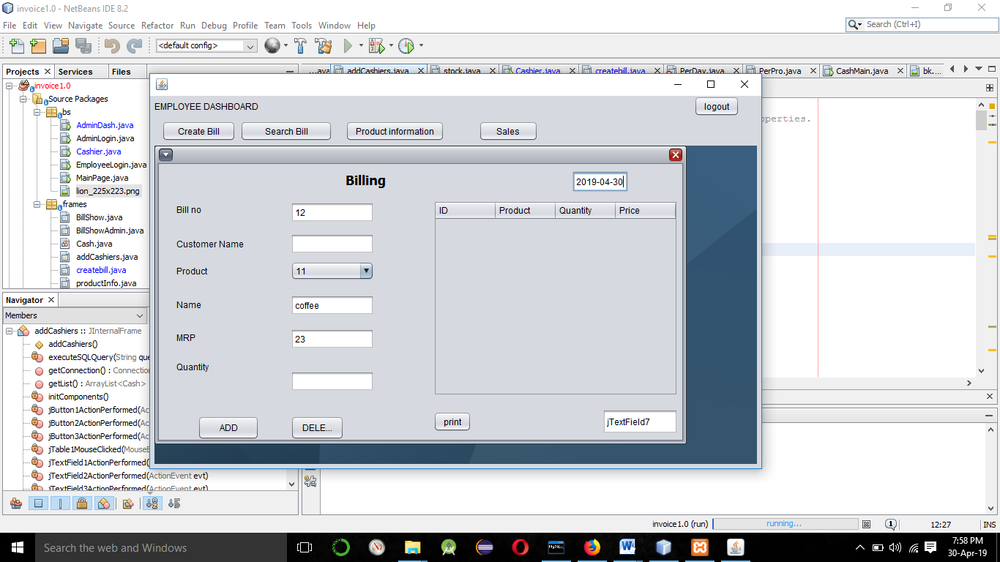 invoice1.0 - NetBeans IDE 8.2
File Edit View Navigate Source Refactor Run Debug Profile Team Tools Window Help
Search (Ctrl+I)
<default config>
Projects Services Files
...ava addCashiers.java stock.java Cashier.java createbill.java PerDay.java PerPro.java CashMain.java bk....
invoice1.0
Source Packages
bs
AdminDash.java
AdminLogin.java
Cashier.java
EmployeeLogin.java
MainPage.java
lion_225x223.png
frames
BillShow.java
BillShowAdmin.java
Cash.java
addCashiers.java
createbill.java
productInfo.java
Navigator
Members
addCashiers :: JInternalFrame
addCashiers()
executeSQLQuery(String que
getConnection() : Connection
getList() : ArrayList<Cash>
initComponents()
jButton1ActionPerformed(Ac
jButton2ActionPerformed(Ac
jButton3ActionPerformed(Ac
jTable1MouseClicked(MouseE
jTextField1ActionPerformed(
jTextField2ActionPerformed(ActionEvent evt)
jTextField3ActionPerformed(ActionEvent evt)
operties.
EMPLOYEE DASHBOARD
logout
Create Bill Search Bill Product information Sales
Billing
2019-04-30
Bill no 12
Customer Name
Product 11
Name coffee
MRP 23
Quantity
ID Product Quantity Price
ADD DELE... print jTextField7
invoice1.0 (run) running... 1 12:27 INS
Search the web and Windows
MySQL
7:58 PM
30-Apr-19